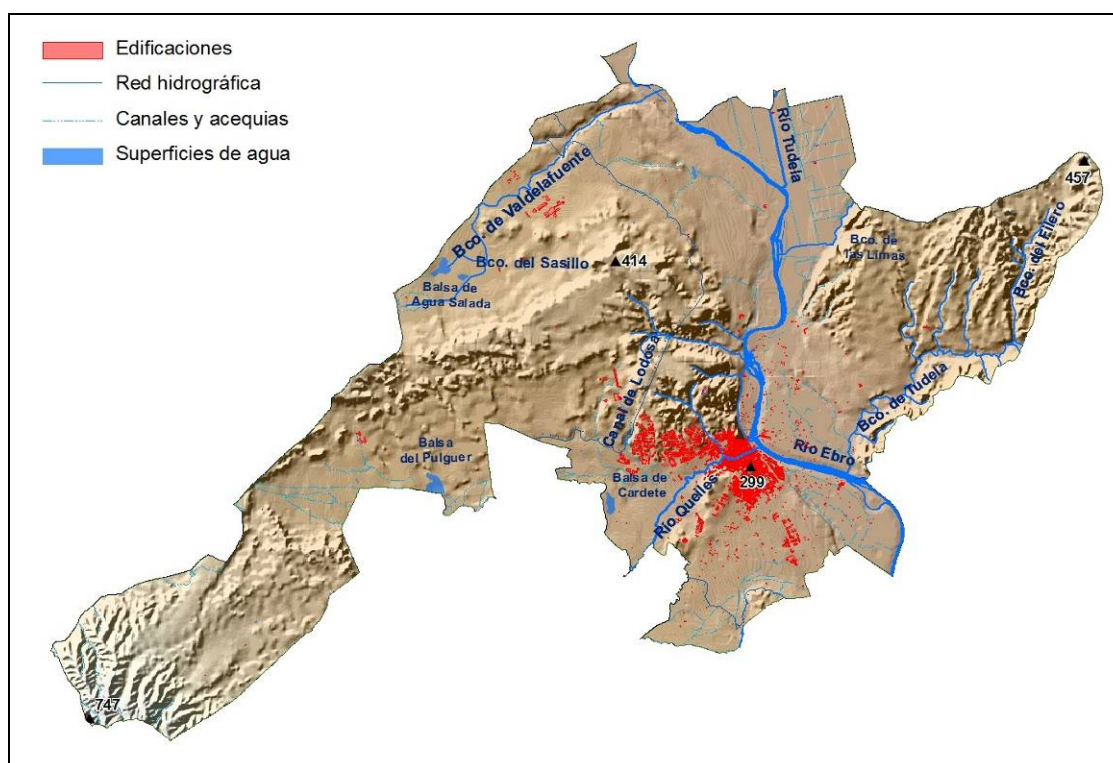 Edificaciones
Red hidrográfica
Canales y acequias
Superficies de agua
Río Tudela
457
Bco. de Valdelafuente
Bco. de
las Limas
Bco. del Ellero
Bco. del Sasillo
414
Balsa de
Agua Salada
Canal de Lodosa
Bco. de Tudela
Balsa
del Pulguer
Río Ebro
Balsa de
Cardete
299
Río Queiles
747